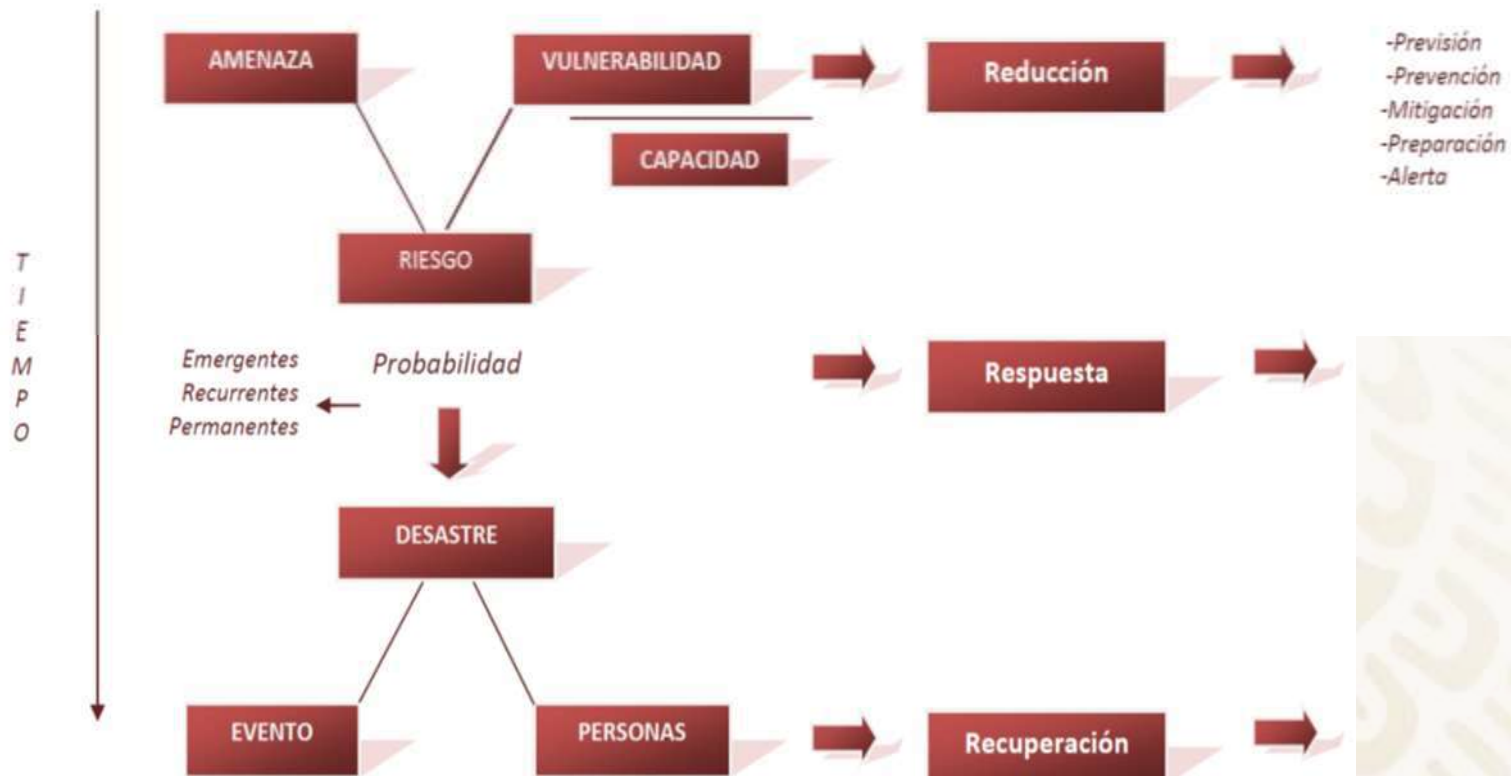 AMENAZA
VULNERABILIDAD
Reducción
-Previsión
-Prevención
-Mitigación
-Preparación
-Alerta
CAPACIDAD
RIESGO
TIEMPO
Emergentes
Recurrentes
Permanentes
Probabilidad
Respuesta
DESASTRE
EVENTO
PERSONAS
Recuperación